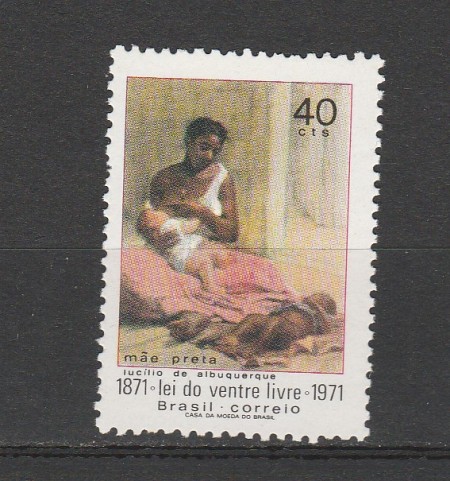 40
cts
mãe preta
lucílio de albuquerque
1871 • lei do ventre livre • 1971
Brasil · correio
CASA DA MOEDA DO BRASIL